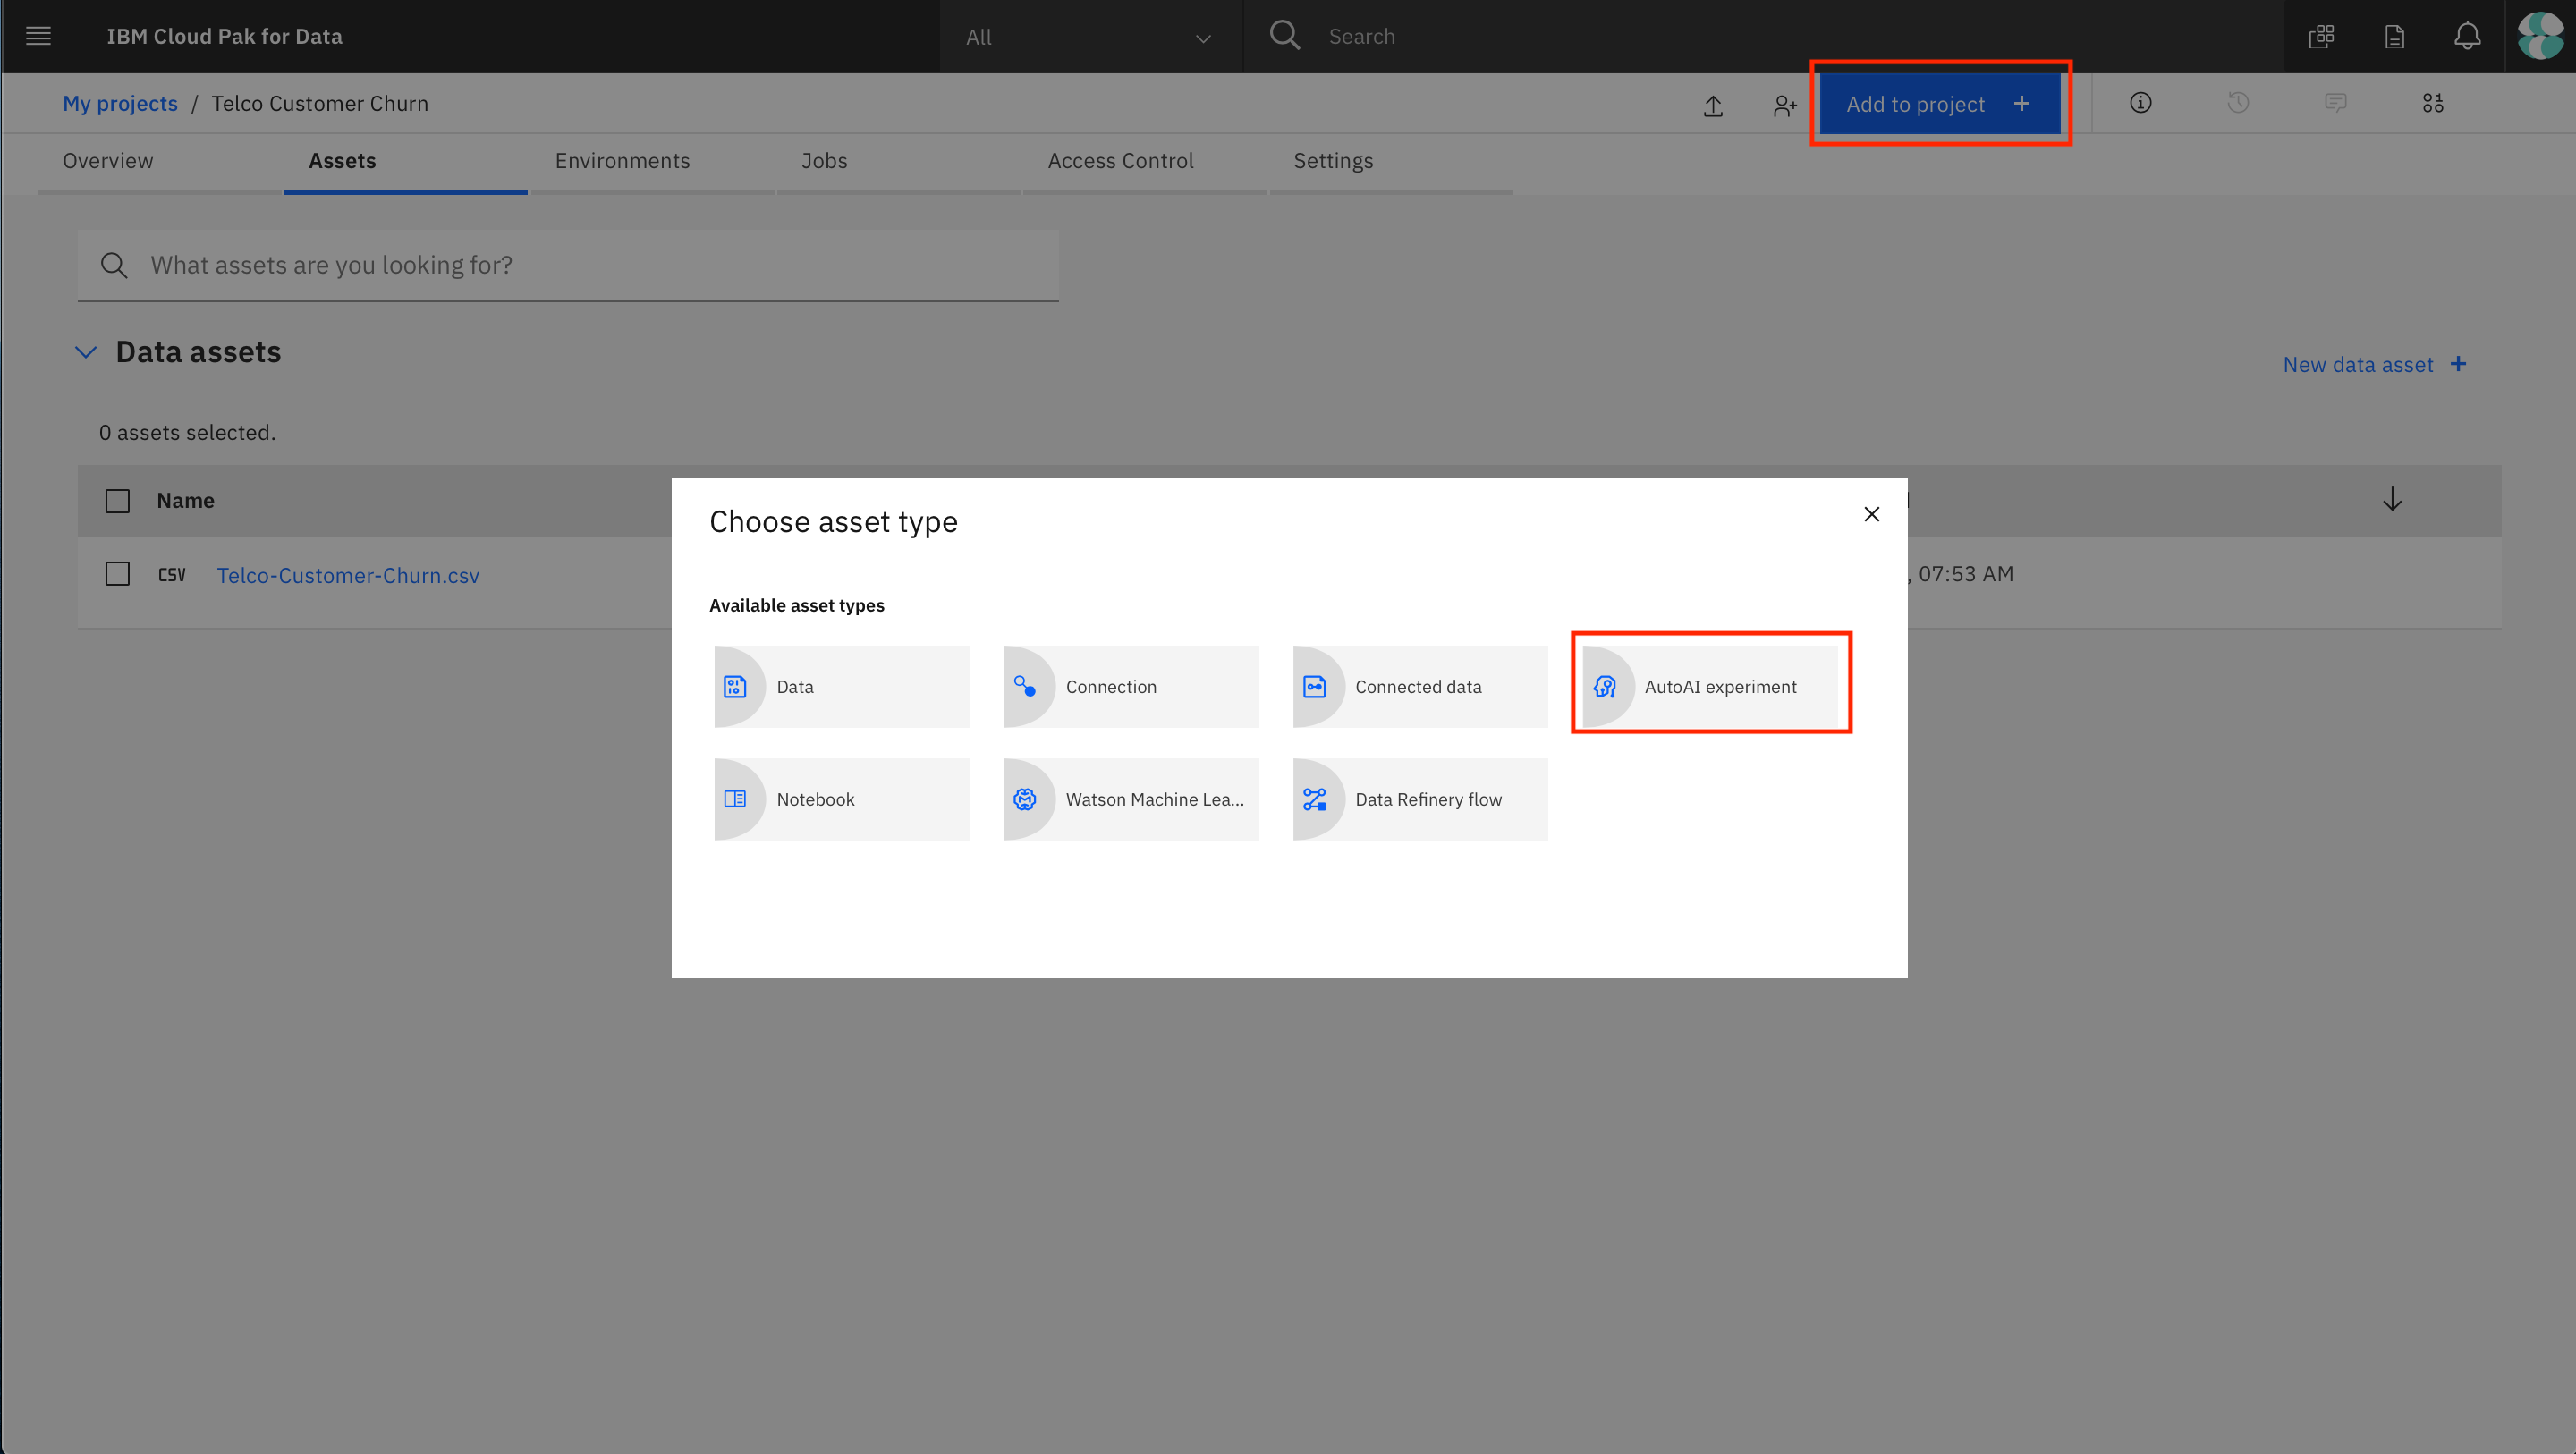 IBM Cloud Pak for Data
All
Search
My projects / Telco Customer Churn
Add to project +
Overview
Assets
Environments
Jobs
Access Control
Settings
What assets are you looking for?
Data assets
New data asset +
0 assets selected.
Name
CSV Telco-Customer-Churn.csv
, 07:53 AM
Choose asset type
Available asset types
Data
Connection
Connected data
AutoAI experiment
Notebook
Watson Machine Lea...
Data Refinery flow